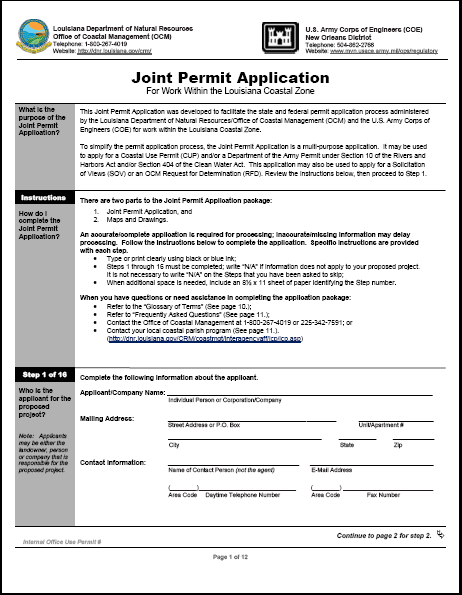 Louisiana Department of Natural Resources
Office of Coastal Management (OCM)
Telephone: 1-800-267-4019
Website: http://dnr.louisiana.gov/crm/
U.S. Army Corps of Engineers (COE)
New Orleans District
Telephone: 504-862-2766
Website: www.mvn.usace.army.mil/ops/regulatory
Joint Permit Application
For Work Within the Louisiana Coastal Zone
What is the
purpose of the
Joint Permit
Application?
This Joint Permit Application was developed to facilitate the state and federal permit application process administered
by the Louisiana Department of Natural Resources/Office of Coastal Management (OCM) and the U.S. Army Corps of
Engineers (COE) for work within the Louisiana Coastal Zone.
To simplify the permit application process, the Joint Permit Application is a multi-purpose application. It may be used
to apply for a Coastal Use Permit (CUP) and/or a Department of the Army Permit under Section 10 of the Rivers and
Harbors Act and/or Section 404 of the Clean Water Act. This application may also be used to apply for a Solicitation
of Views (SOV) or an OCM Request for Determination (RFD). Review the instructions below, then proceed to Step 1.
Instructions
How do I
complete the
Joint Permit
Application?
There are two parts to the Joint Permit Application package:
1. Joint Permit Application, and
2. Maps and Drawings.
An accurate/complete application is required for processing; inaccurate/missing information may delay
processing. Follow the instructions below to complete the application. Specific instructions are provided
with each step.
▪ Type or print clearly using black or blue ink;
▪ Steps 1 through 16 must be completed; write "N/A" if information does not apply to your proposed project.
It is not necessary to write "N/A" on the Steps that you have been asked to skip;
▪ When additional space is needed, include an 8½ x 11 sheet of paper identifying the Step number.
When you have questions or need assistance in completing the application package:
▪ Refer to the "Glossary of Terms" (See page 10.);
▪ Refer to "Frequently Asked Questions" (See page 11.);
▪ Contact the Office of Coastal Management at 1-800-267-4019 or 225-342-7591; or
▪ Contact your local coastal parish program (See page 11.).
(http://dnr.louisiana.gov/CRM/coastmgt/interagencyaff/lcp/lcp.asp)
Step 1 of 16
Who is the
applicant for the
proposed
project?
Note: Applicants
may be either the
landowner, person
or company that is
responsible for the
proposed project.
Complete the following information about the applicant.
Applicant/Company Name:
Individual Person or Corporation/Company
Mailing Address:
Street Address or P.O. Box Unit/Apartment #
City State Zip
Contact Information:
Name of Contact Person (not the agent) E-Mail Address
( ) ( )
Area Code Daytime Telephone Number Area Code Fax Number
Continue to page 2 for step 2.
Internal Office Use Permit #
Page 1 of 12